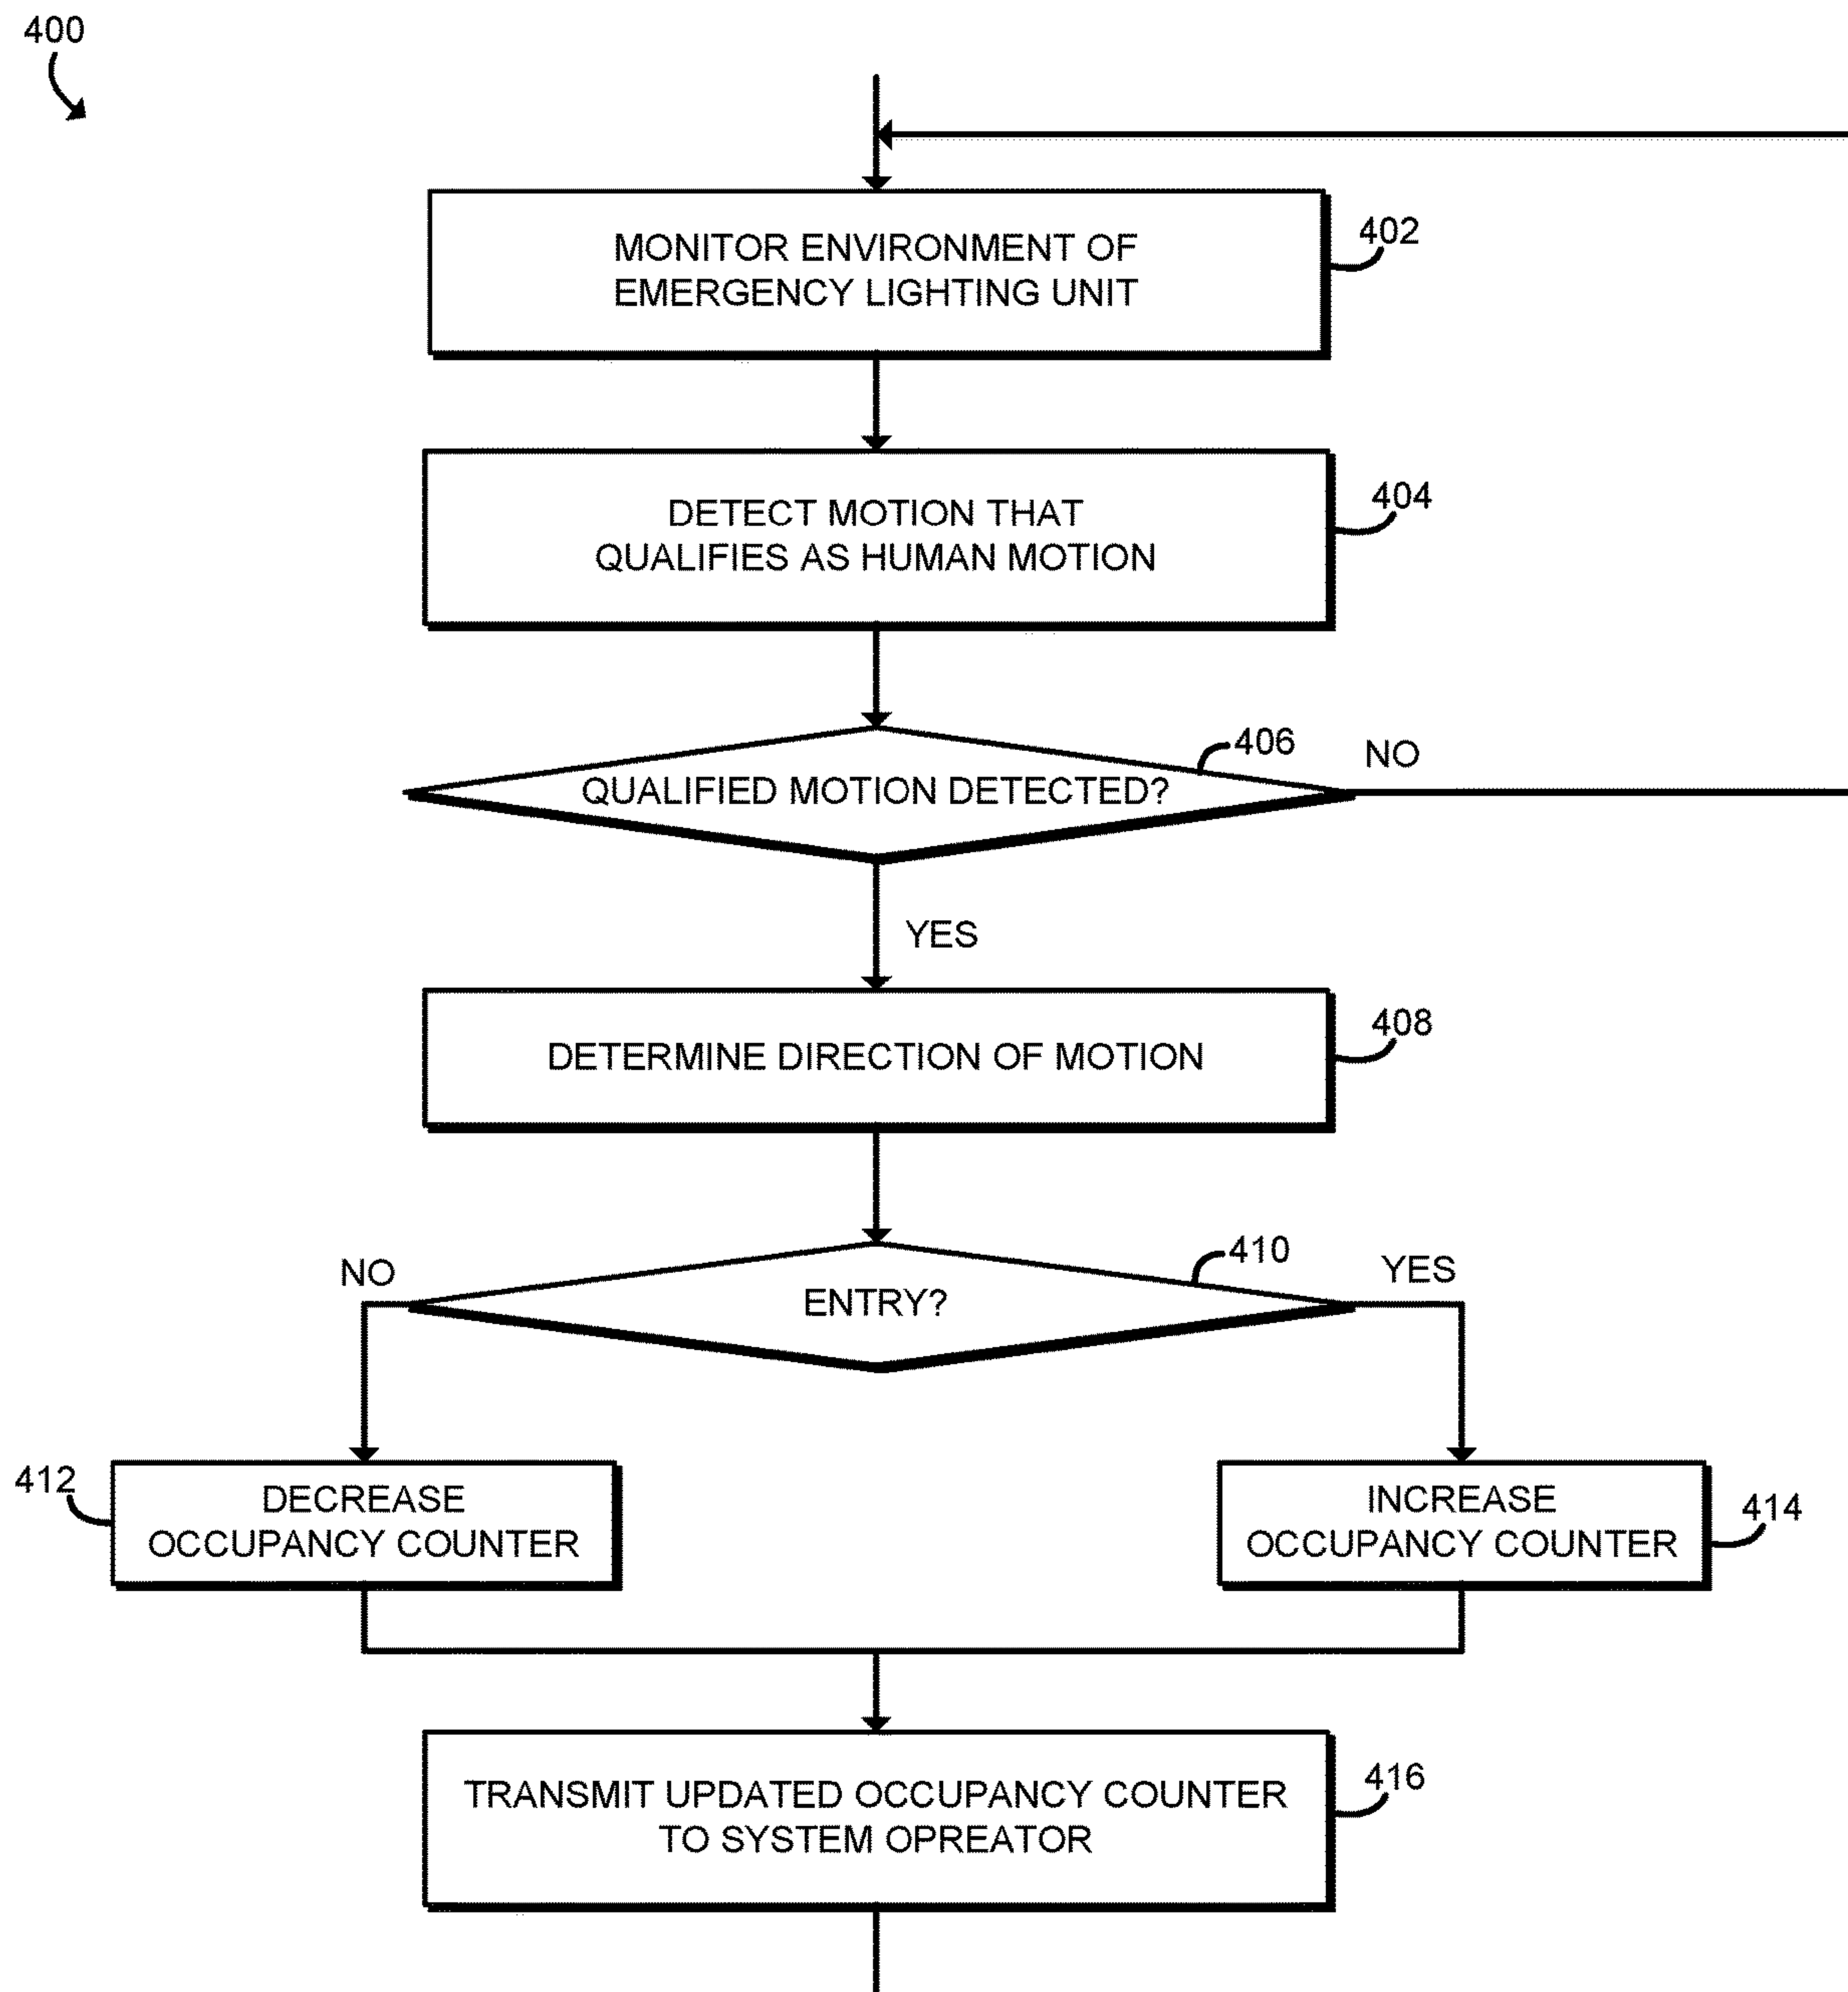 400
MONITOR ENVIRONMENT OF
EMERGENCY LIGHTING UNIT
402
DETECT MOTION THAT
QUALIFIES AS HUMAN MOTION
404
406
NO
QUALIFIED MOTION DETECTED?
YES
DETERMINE DIRECTION OF MOTION
408
NO
410
YES
ENTRY?
412
DECREASE
OCCUPANCY COUNTER
INCREASE
OCCUPANCY COUNTER
414
TRANSMIT UPDATED OCCUPANCY COUNTER
TO SYSTEM OPREATOR
416